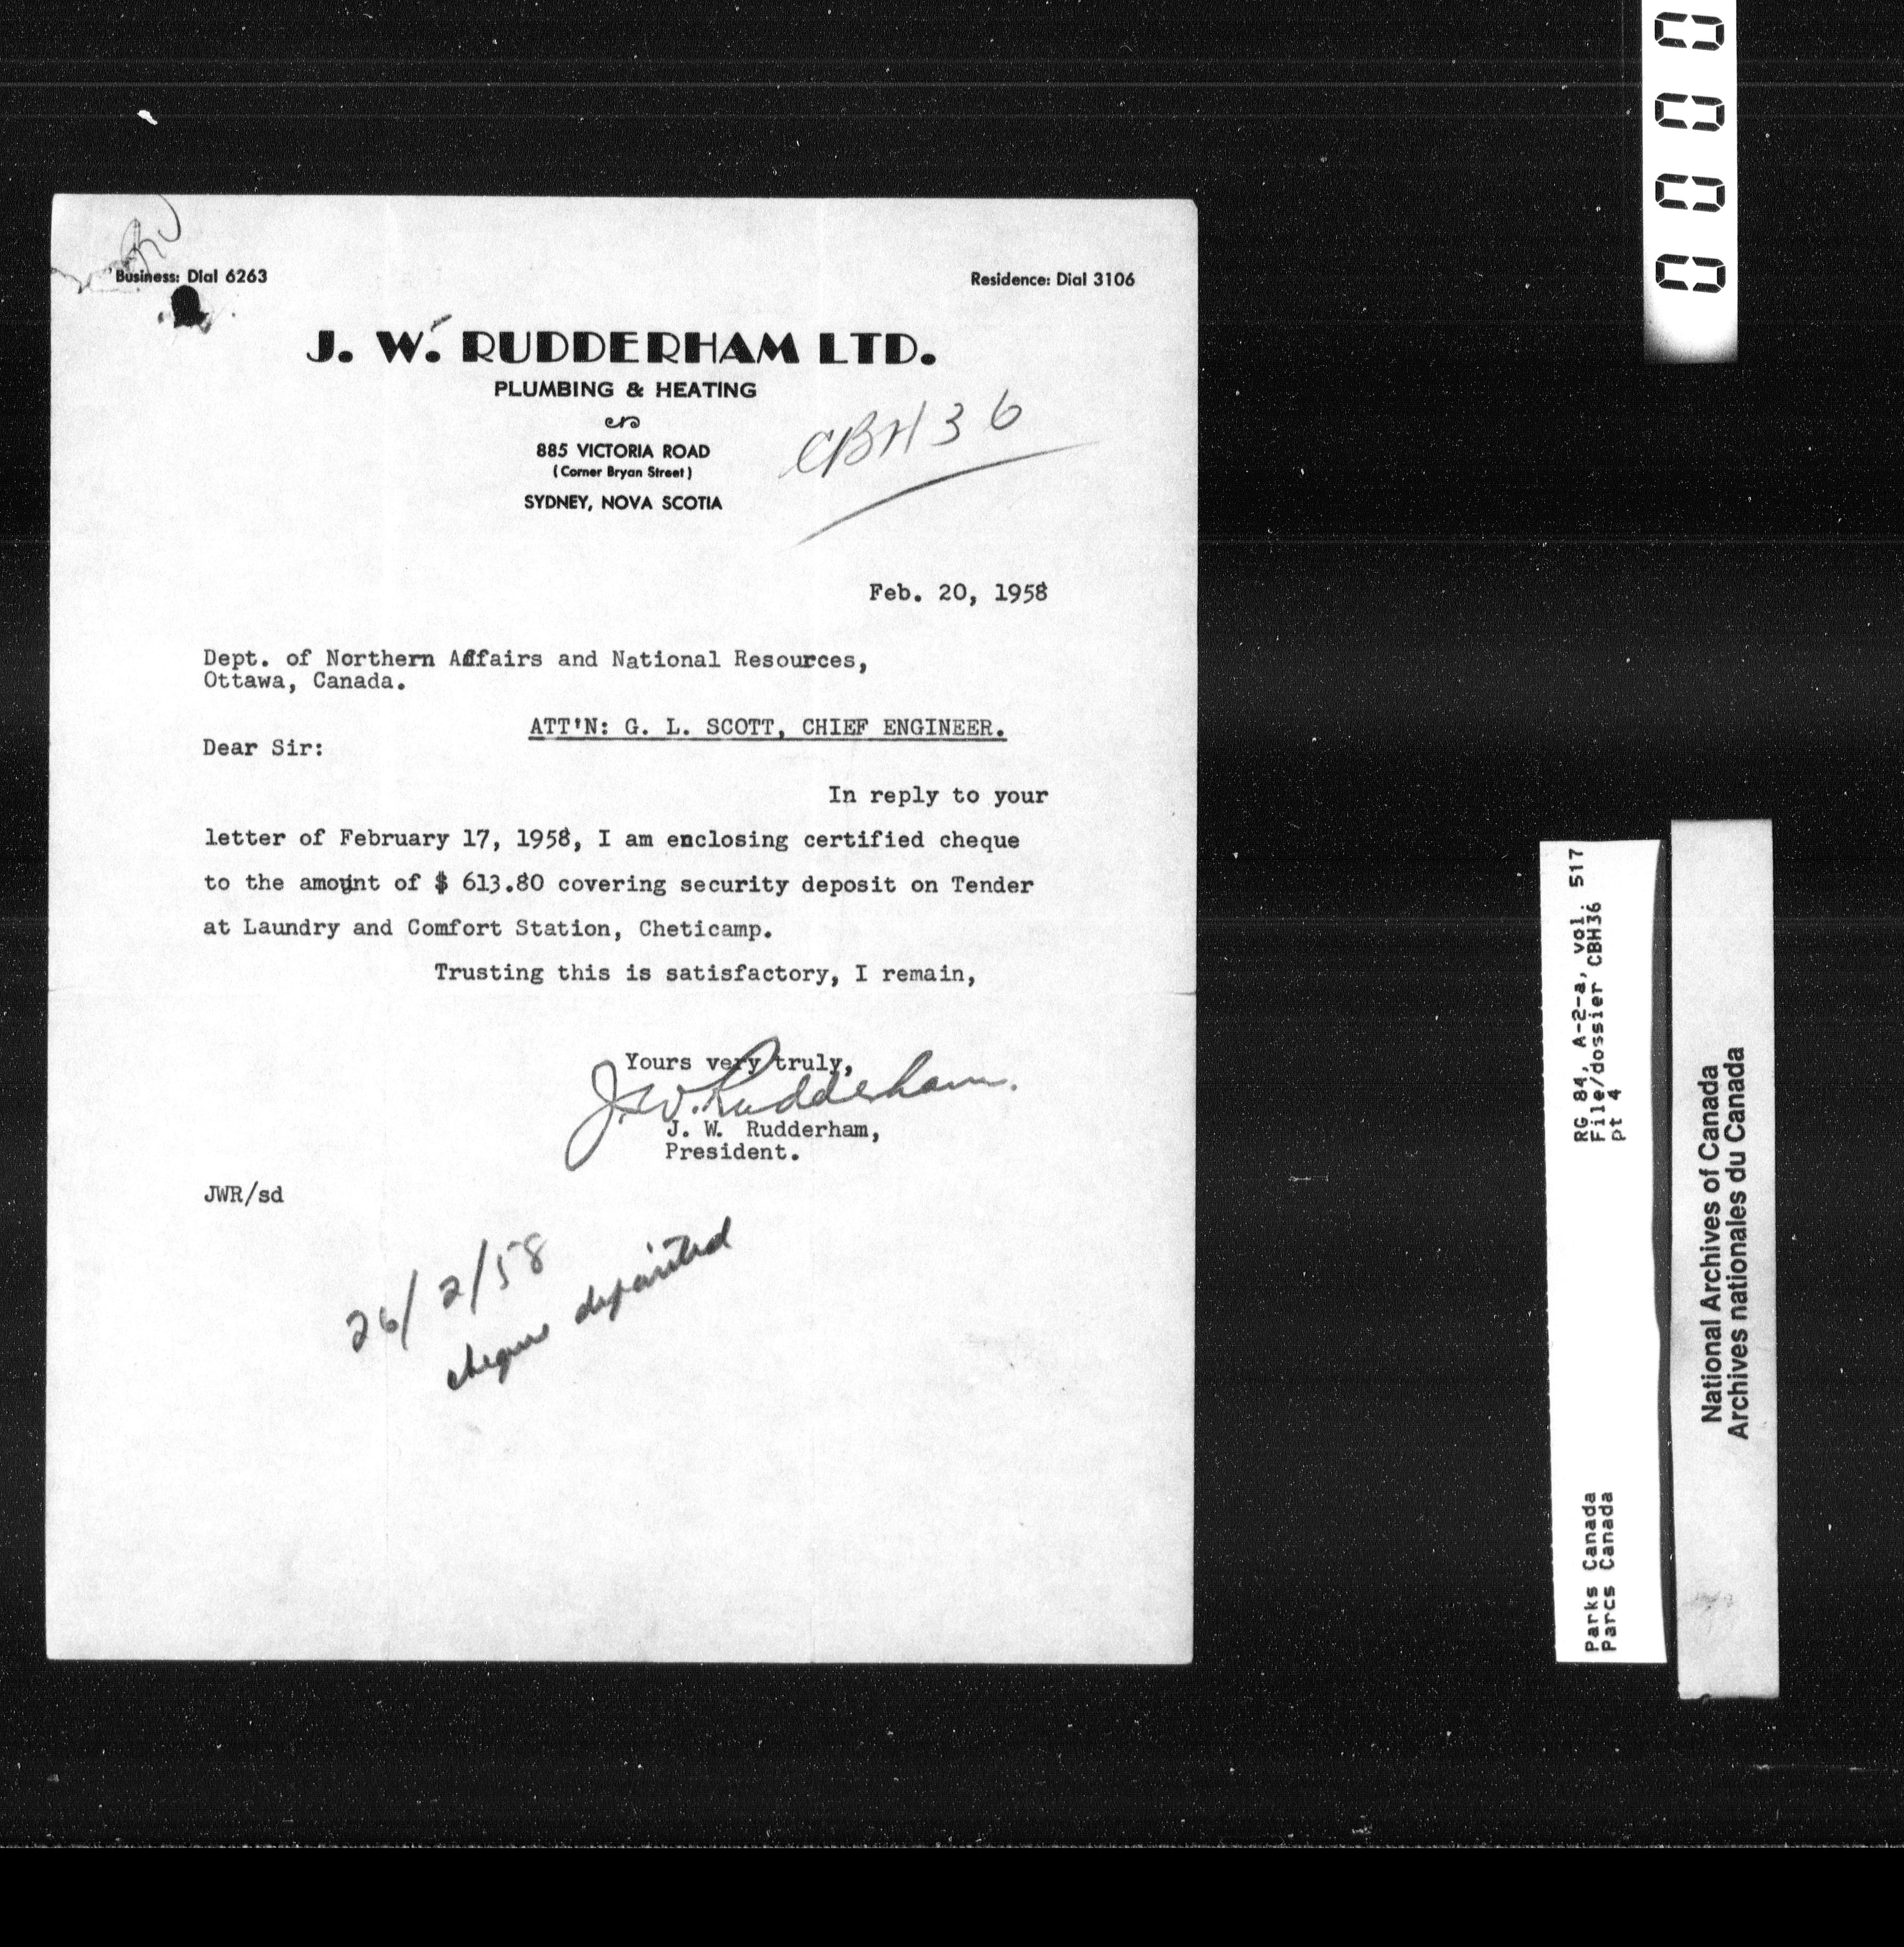 Business: Dial 6263
Residence: Dial 3106
J. W. RUDDERHAM LTD.
PLUMBING & HEATING
885 VICTORIA ROAD
(Corner Bryan Street)
SYDNEY, NOVA SCOTIA
CBH36
Feb. 20, 1958
Dept. of Northern Affairs and National Resources,
Ottawa, Canada.
ATT'N: G. L. SCOTT, CHIEF ENGINEER.
Dear Sir:
In reply to your
letter of February 17, 1958, I am enclosing certified cheque
to the amount of $ 613.80 covering security deposit on Tender
at Laundry and Comfort Station, Cheticamp.
Trusting this is satisfactory, I remain,
Yours very truly,
J.W. Rudderham.
J. W. Rudderham,
President.
JWR/sd
26/2/58
cheque deposited
0000
RG 84, A-2-a, vol. 517
File/dossier CBH36
pt 4
Parks Canada
Parcs Canada
National Archives of Canada
Archives nationales du Canada